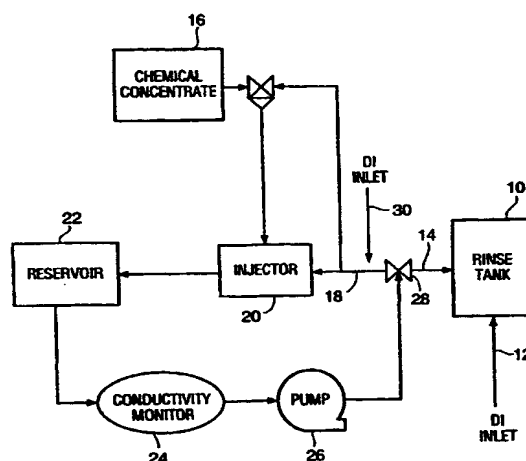 16
CHEMICAL
CONCENTRATE
DI
INLET
30
10
22
14
RESERVOIR
INJECTOR
18
28
RINSE
TANK
20
12
CONDUCTIVITY
MONITOR
PUMP
DI
INLET
24
26